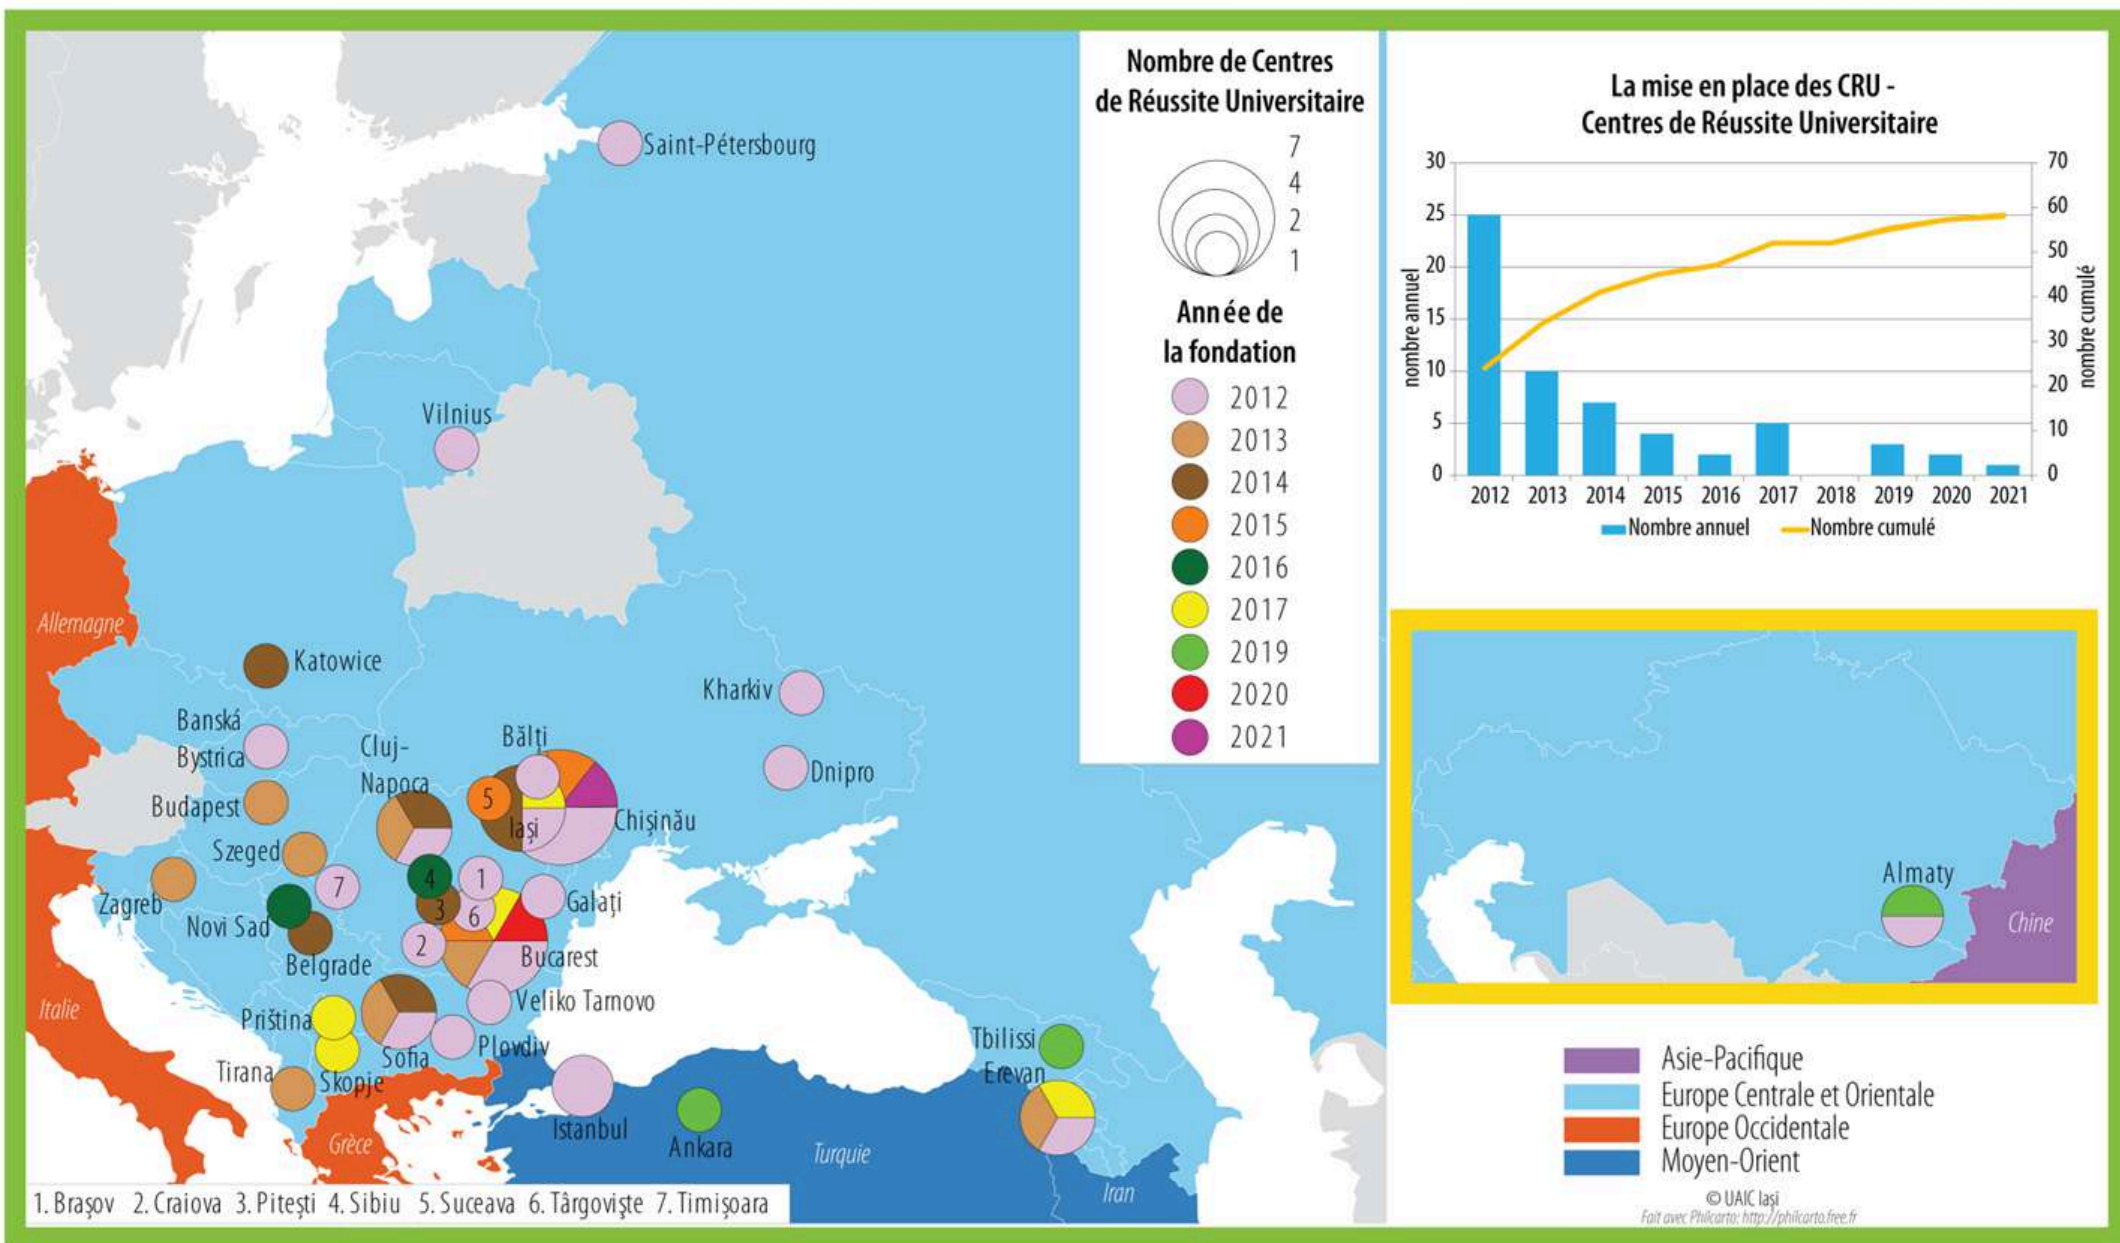 Saint-Pétersbourg
Vilnius
Allemagne
Katowice
Kharkiv
Banská
Bystrica
Cluj-
Napoca
Bălți
Dnipro
Budapest
5
Iași
Chișinău
Szeged
Zagreb
7
4
1
3
6
Galați
Novi Sad
2
Belgrade
Bucarest
Italie
Veliko Tarnovo
Priština
Sofia
Plovdiv
Tirana
Skopje
Tbilissi
Erevan
Grèce
Istanbul
Ankara
Turquie
Iran
1. Brașov 2. Craiova 3. Pitești 4. Sibiu 5. Suceava 6. Târgoviște 7. Timișoara
Nombre de Centres
de Réussite Universitaire
7
4
2
1
Année de
la fondation
2012
2013
2014
2015
2016
2017
2019
2020
2021
La mise en place des CRU -
Centres de Réussite Universitaire
nombre annuel
30
25
20
15
10
5
0
70
60
50
40
30
20
10
0
nombre cumulé
2012 2013 2014 2015 2016 2017 2018 2019 2020 2021
Nombre annuel Nombre cumulé
Almaty
Chine
Asie-Pacifique
Europe Centrale et Orientale
Europe Occidentale
Moyen-Orient
© UAIC Iași
Fait avec Philcarto: http://philcarto.free.fr